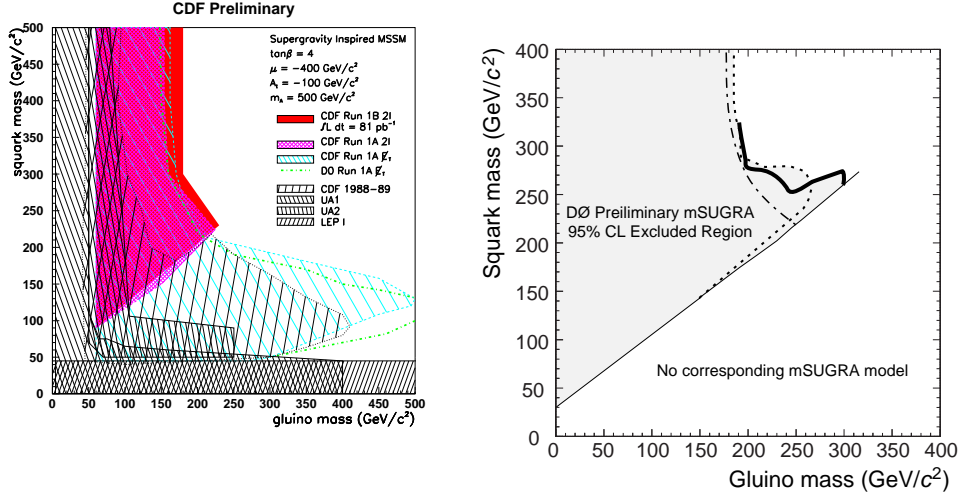 CDF Preliminary
squark mass (GeV/c²)
500
450
400
350
300
250
200
150
100
50
0
0 50 100 150 200 250 300 350 400 450 500
gluino mass (GeV/c²)
Supergravity Inspired MSSM
tanβ = 4
μ = −400 GeV/c²
Aₜ = −100 GeV/c²
m_A = 500 GeV/c²
CDF Run 1B 2l
∫L dt = 81 pb⁻¹
CDF Run 1A 2l
CDF Run 1A E̸ₜ
D0 Run 1A E̸ₜ
CDF 1988−89
UA1
UA2
LEP I
Squark mass (GeV/c²)
400
350
300
250
200
150
100
50
0
0 50 100 150 200 250 300 350 400
Gluino mass (GeV/c²)
DØ Preiliminary mSUGRA
95% CL Excluded Region
No corresponding mSUGRA model